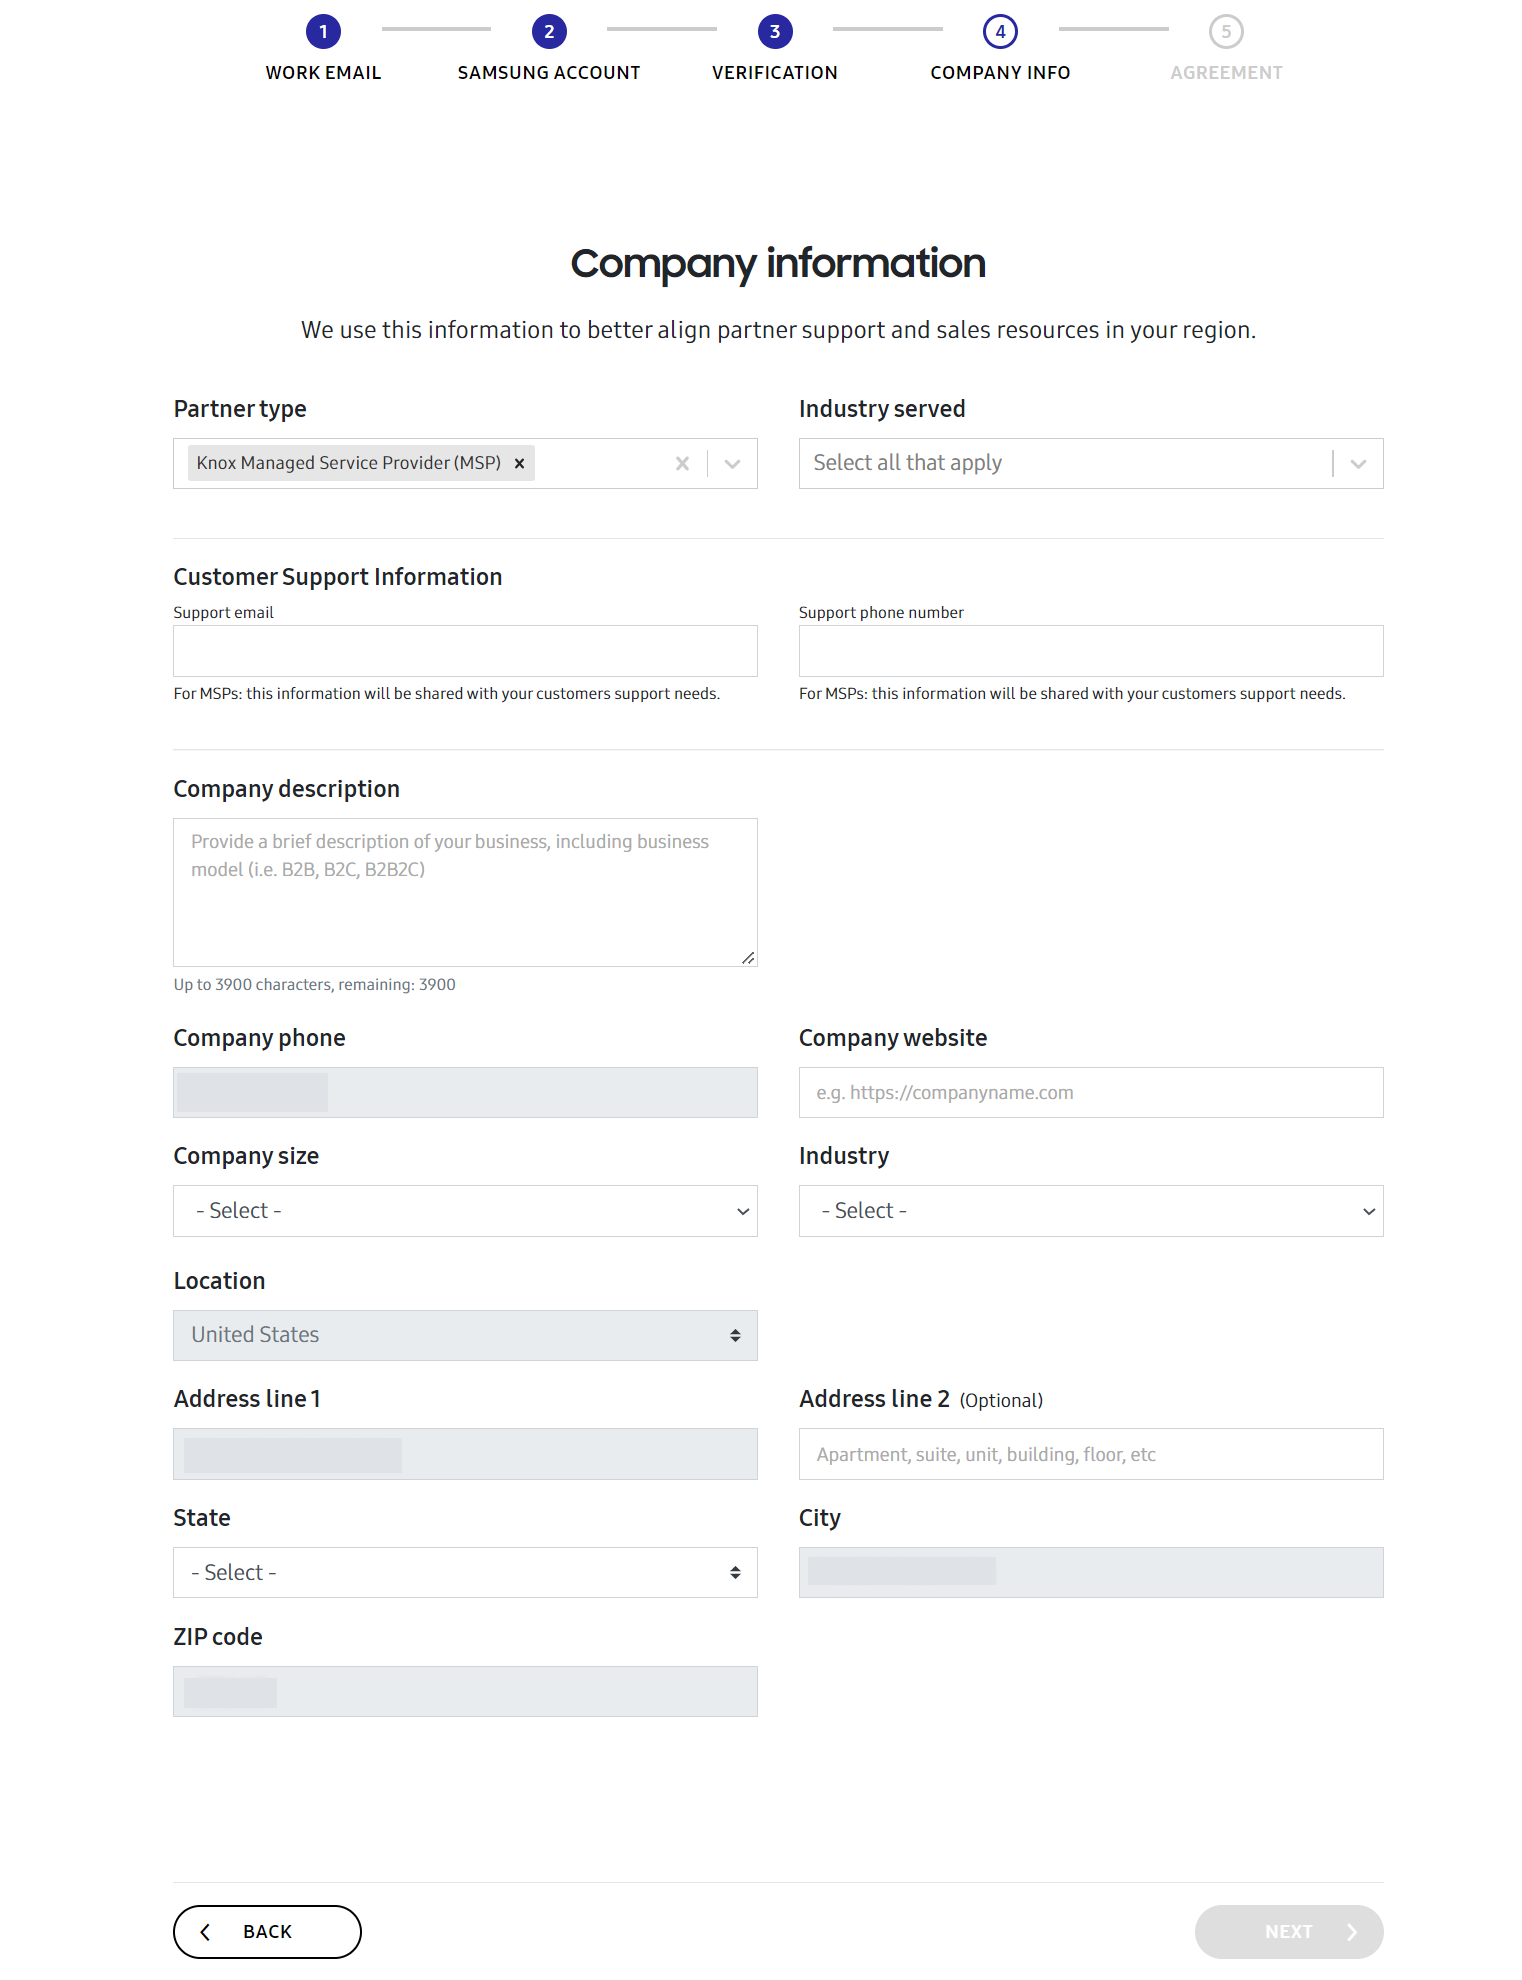 1
2
3
4
5
WORK EMAIL
SAMSUNG ACCOUNT
VERIFICATION
COMPANY INFO
AGREEMENT
Company information
We use this information to better align partner support and sales resources in your region.
Partner type
Industry served
Knox Managed Service Provider (MSP)
Select all that apply
Customer Support Information
Support email
Support phone number
For MSPs: this information will be shared with your customers support needs.
For MSPs: this information will be shared with your customers support needs.
Company description
Provide a brief description of your business, including business
model (i.e. B2B, B2C, B2B2C)
Up to 3900 characters, remaining: 3900
Company phone
Company website
e.g. https://companyname.com
Company size
Industry
- Select -
- Select -
Location
United States
Address line 1
Address line 2 (Optional)
Apartment, suite, unit, building, floor, etc
State
City
- Select -
ZIP code
BACK
NEXT